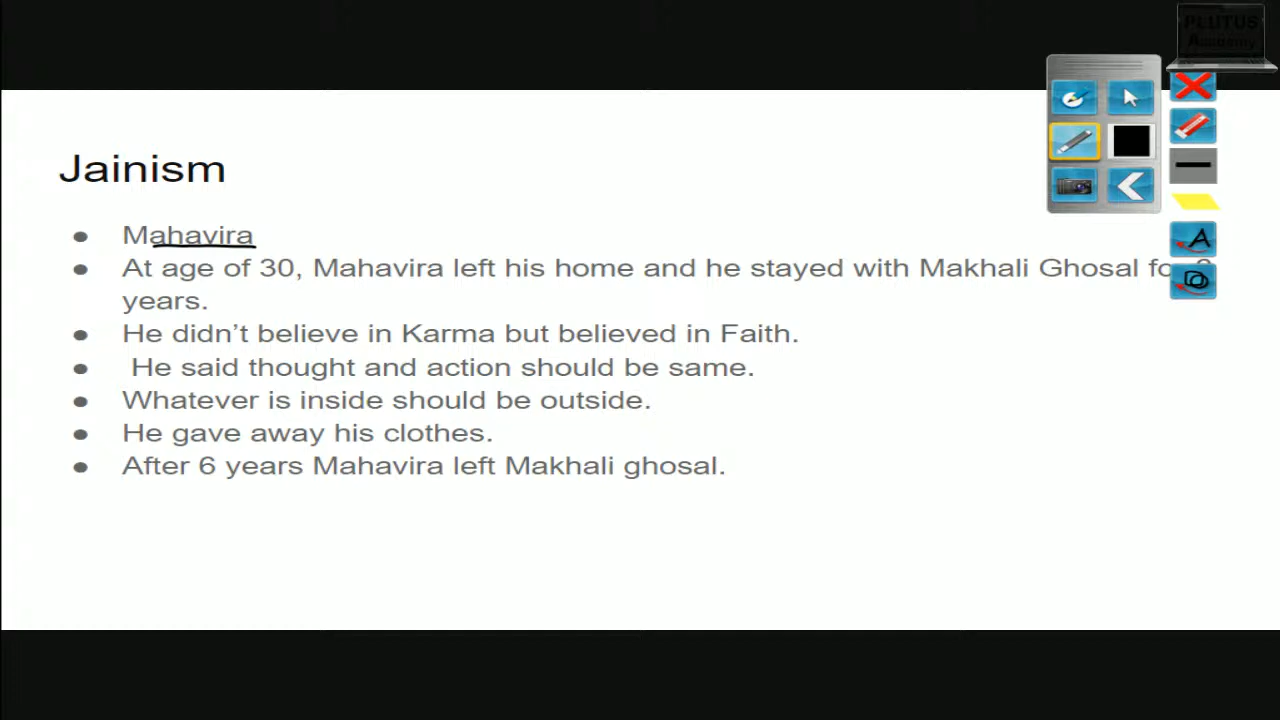 PLUTUS
Academy
Jainism
● Mahavira
● At age of 30, Mahavira left his home and he stayed with Makhali Ghosal
years.
● He didn’t believe in Karma but believed in Faith.
● He said thought and action should be same.
● Whatever is inside should be outside.
● He gave away his clothes.
● After 6 years Mahavira left Makhali ghosal.
A